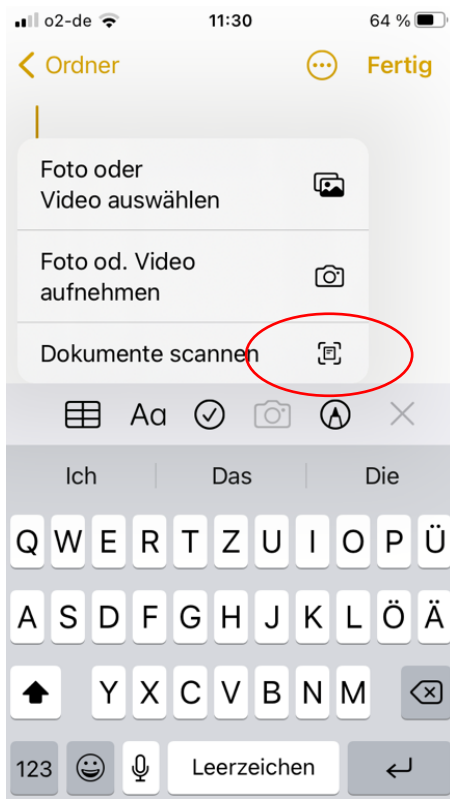 o2-de 11:30 64 %
Ordner Fertig
Foto oder
Video auswählen
Foto od. Video
aufnehmen
Dokumente scannen
Aa
Ich Das Die
Q W E R T Z U I O P Ü
A S D F G H J K L Ö Ä
Y X C V B N M
123 Leerzeichen